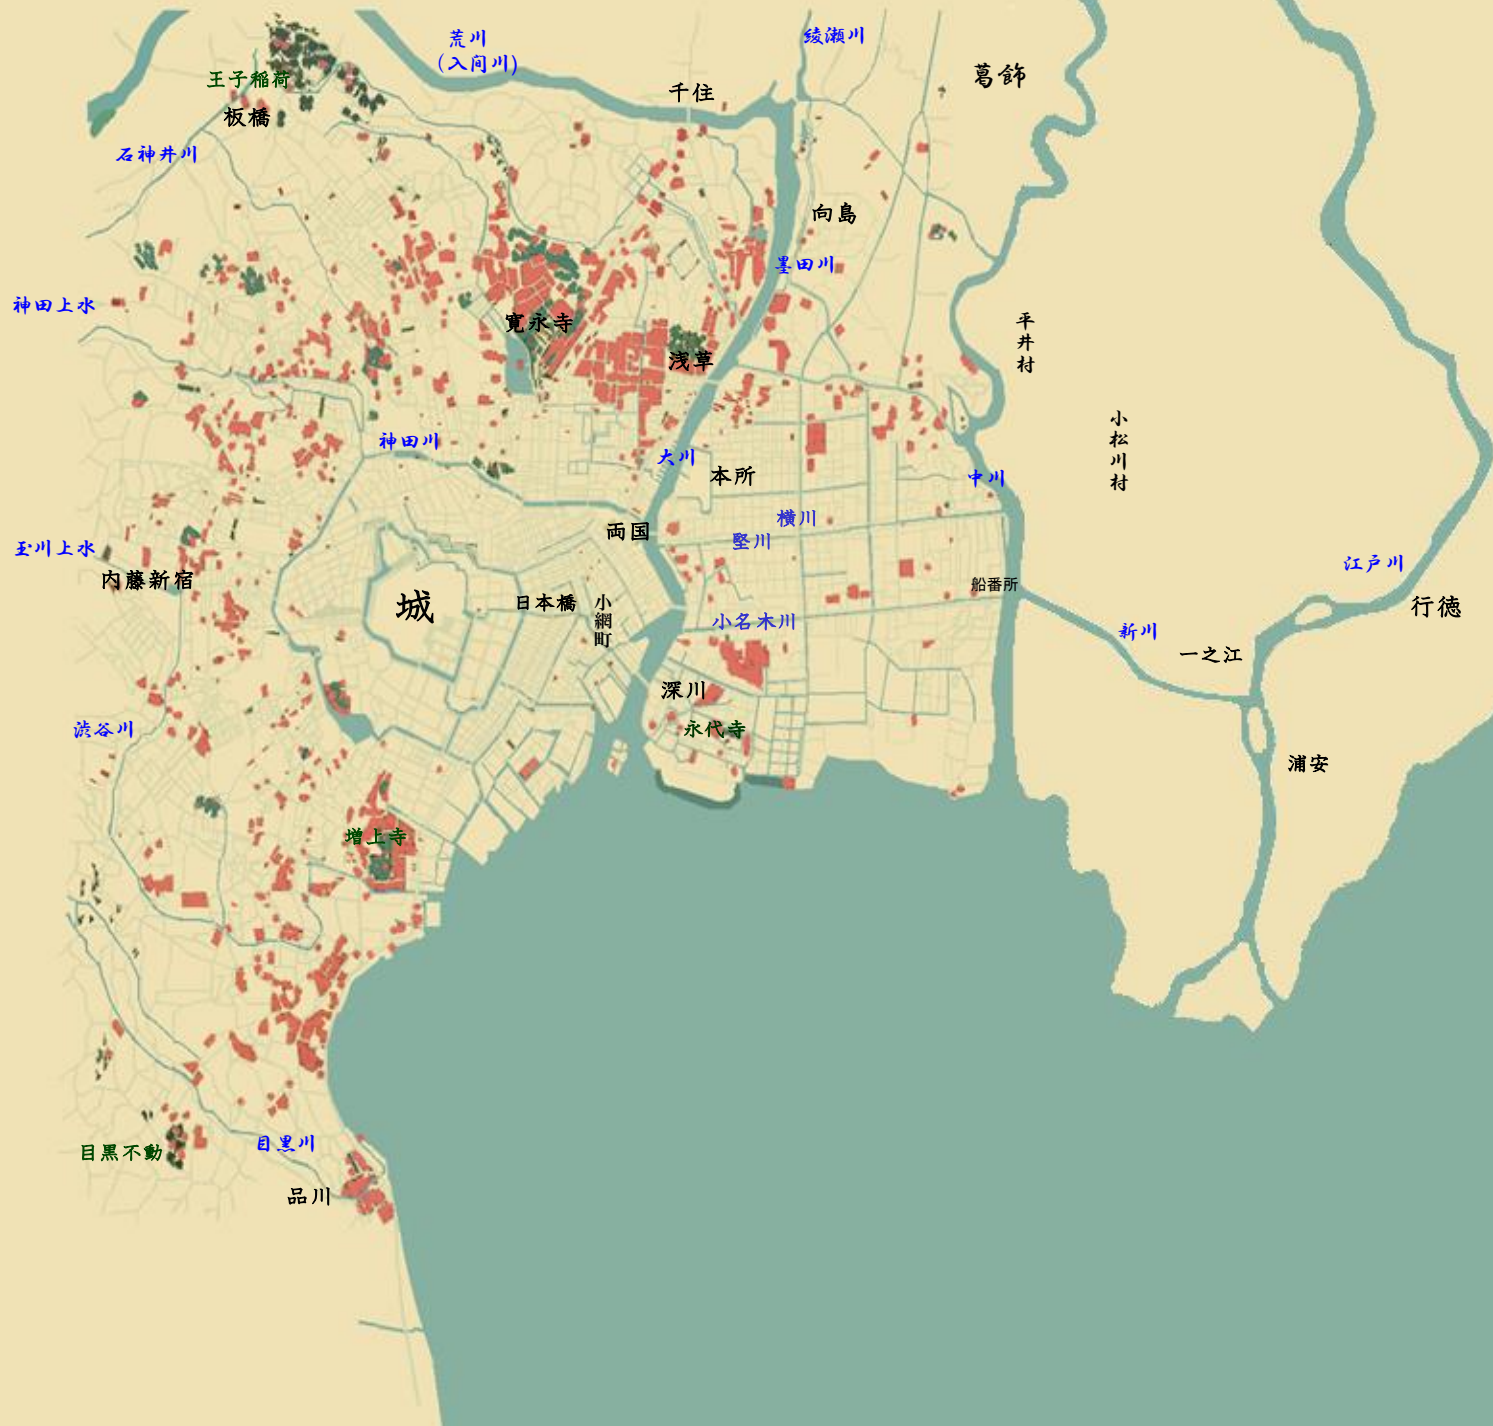 荒川
(入间川)
綾瀬川
王子稲荷
千住
葛飾
板橋
石神井川
向島
墨田川
神田上水
寛永寺
平井村
浅草
小松川村
神田川
大川
本所
中川
横川
両国
堅川
玉川上水
内藤新宿
江戸川
船番所
日本橋
小網町
城
行徳
小名木川
新川
一之江
深川
渋谷川
永代寺
浦安
増上寺
目黒川
目黒不動
品川